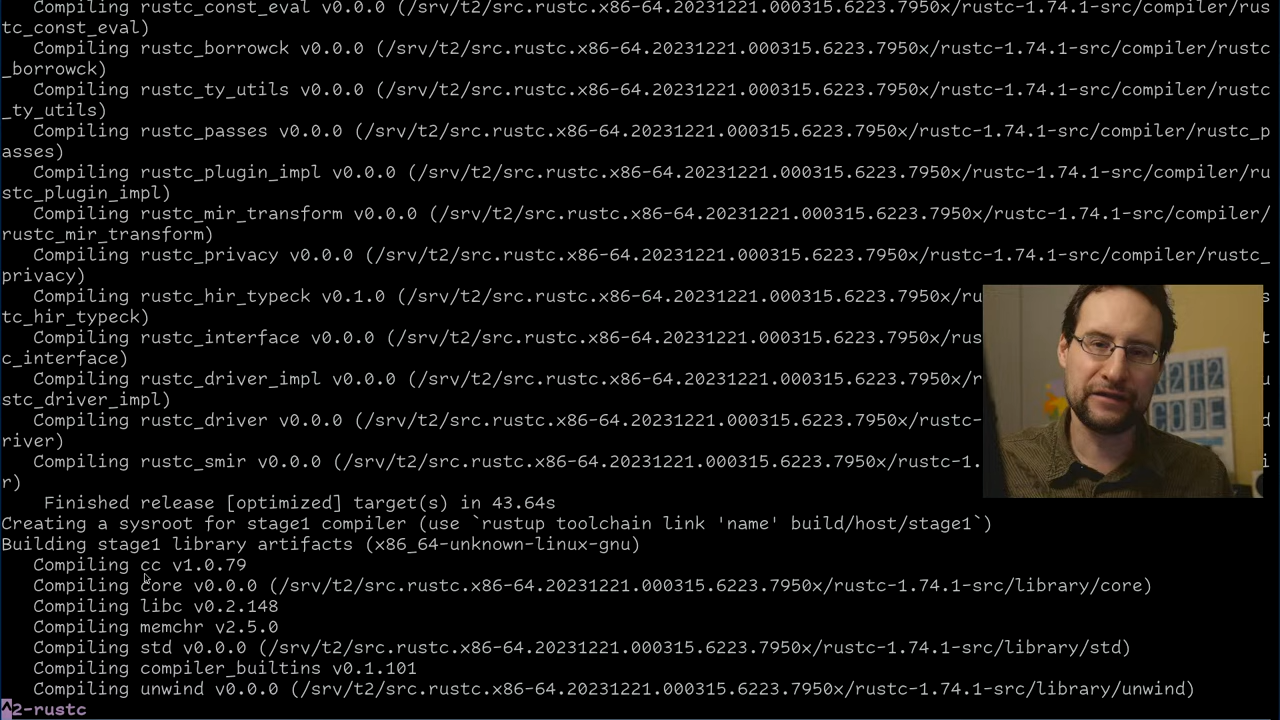 Compiling rustc_const_eval v0.0.0 (/srv/t2/src.rustc.x86-64.20231221.000315.6223.7950x/rustc-1.74.1-src/compiler/rus
tc_const_eval)
Compiling rustc_borrowck v0.0.0 (/srv/t2/src.rustc.x86-64.20231221.000315.6223.7950x/rustc-1.74.1-src/compiler/rustc
_borrowck)
Compiling rustc_ty_utils v0.0.0 (/srv/t2/src.rustc.x86-64.20231221.000315.6223.7950x/rustc-1.74.1-src/compiler/rustc
_ty_utils)
Compiling rustc_passes v0.0.0 (/srv/t2/src.rustc.x86-64.20231221.000315.6223.7950x/rustc-1.74.1-src/compiler/rustc_p
asses)
Compiling rustc_plugin_impl v0.0.0 (/srv/t2/src.rustc.x86-64.20231221.000315.6223.7950x/rustc-1.74.1-src/compiler/ru
stc_plugin_impl)
Compiling rustc_mir_transform v0.0.0 (/srv/t2/src.rustc.x86-64.20231221.000315.6223.7950x/rustc-1.74.1-src/compiler/
rustc_mir_transform)
Compiling rustc_privacy v0.0.0 (/srv/t2/src.rustc.x86-64.20231221.000315.6223.7950x/rustc-1.74.1-src/compiler/rustc_
privacy)
Compiling rustc_hir_typeck v0.1.0 (/srv/t2/src.rustc.x86-64.20231221.000315.6223.7950x/ru s
tc_hir_typeck)
Compiling rustc_interface v0.0.0 (/srv/t2/src.rustc.x86-64.20231221.000315.6223.7950x/rus t
c_interface)
Compiling rustc_driver_impl v0.0.0 (/srv/t2/src.rustc.x86-64.20231221.000315.6223.7950x/r u
stc_driver_impl)
Compiling rustc_driver v0.0.0 (/srv/t2/src.rustc.x86-64.20231221.000315.6223.7950x/rustc- d
river)
Compiling rustc_smir v0.0.0 (/srv/t2/src.rustc.x86-64.20231221.000315.6223.7950x/rustc-1. i
r)
Finished release [optimized] target(s) in 43.64s
Creating a sysroot for stage1 compiler (use `rustup toolchain link 'name' build/host/stage1`)
Building stage1 library artifacts (x86_64-unknown-linux-gnu)
Compiling cc v1.0.79
Compiling core v0.0.0 (/srv/t2/src.rustc.x86-64.20231221.000315.6223.7950x/rustc-1.74.1-src/library/core)
Compiling libc v0.2.148
Compiling memchr v2.5.0
Compiling std v0.0.0 (/srv/t2/src.rustc.x86-64.20231221.000315.6223.7950x/rustc-1.74.1-src/library/std)
Compiling compiler_builtins v0.1.101
Compiling unwind v0.0.0 (/srv/t2/src.rustc.x86-64.20231221.000315.6223.7950x/rustc-1.74.1-src/library/unwind)
^2-rustc
CODE